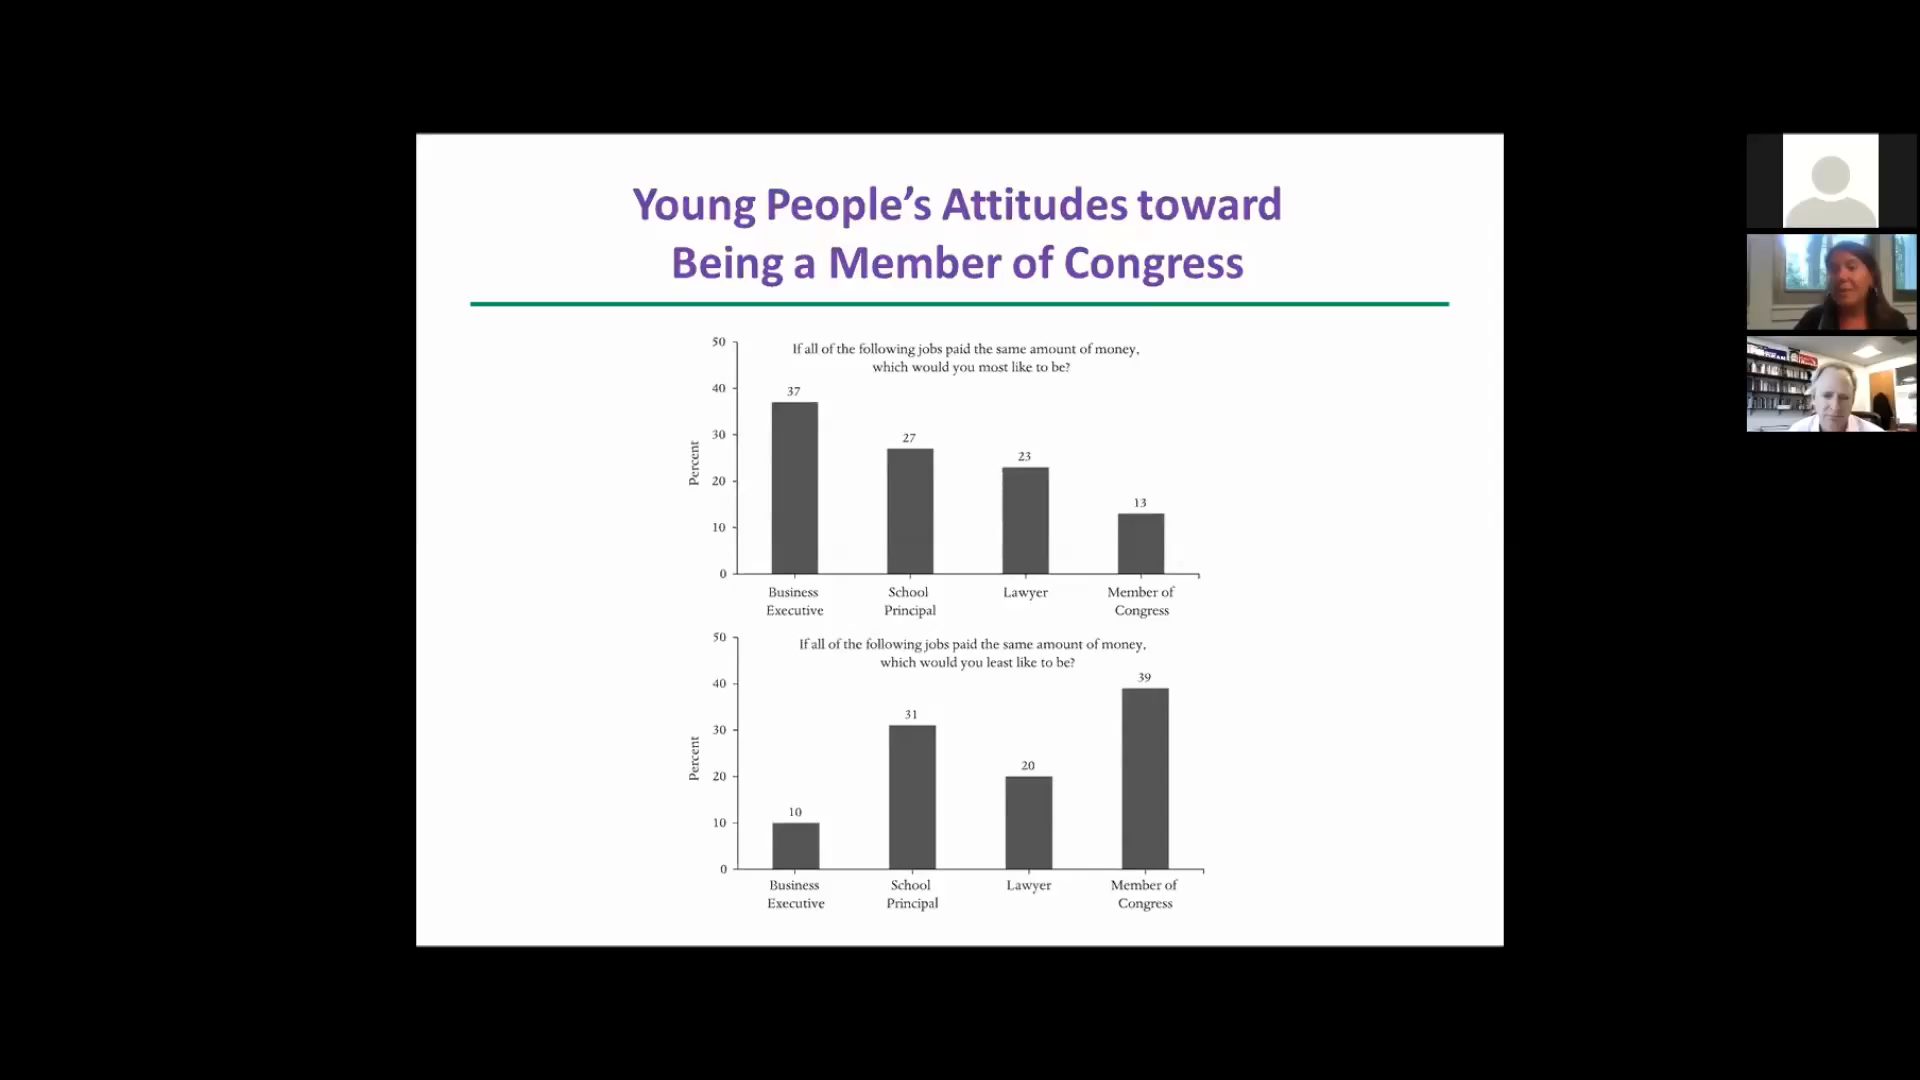 Young People’s Attitudes toward
Being a Member of Congress
If all of the following jobs paid the same amount of money,
which would you most like to be?
Percent
50
40
30
20
10
0
37
27
23
13
Business Executive
School Principal
Lawyer
Member of Congress
If all of the following jobs paid the same amount of money,
which would you least like to be?
Percent
50
40
30
20
10
0
10
31
20
39
Business Executive
School Principal
Lawyer
Member of Congress